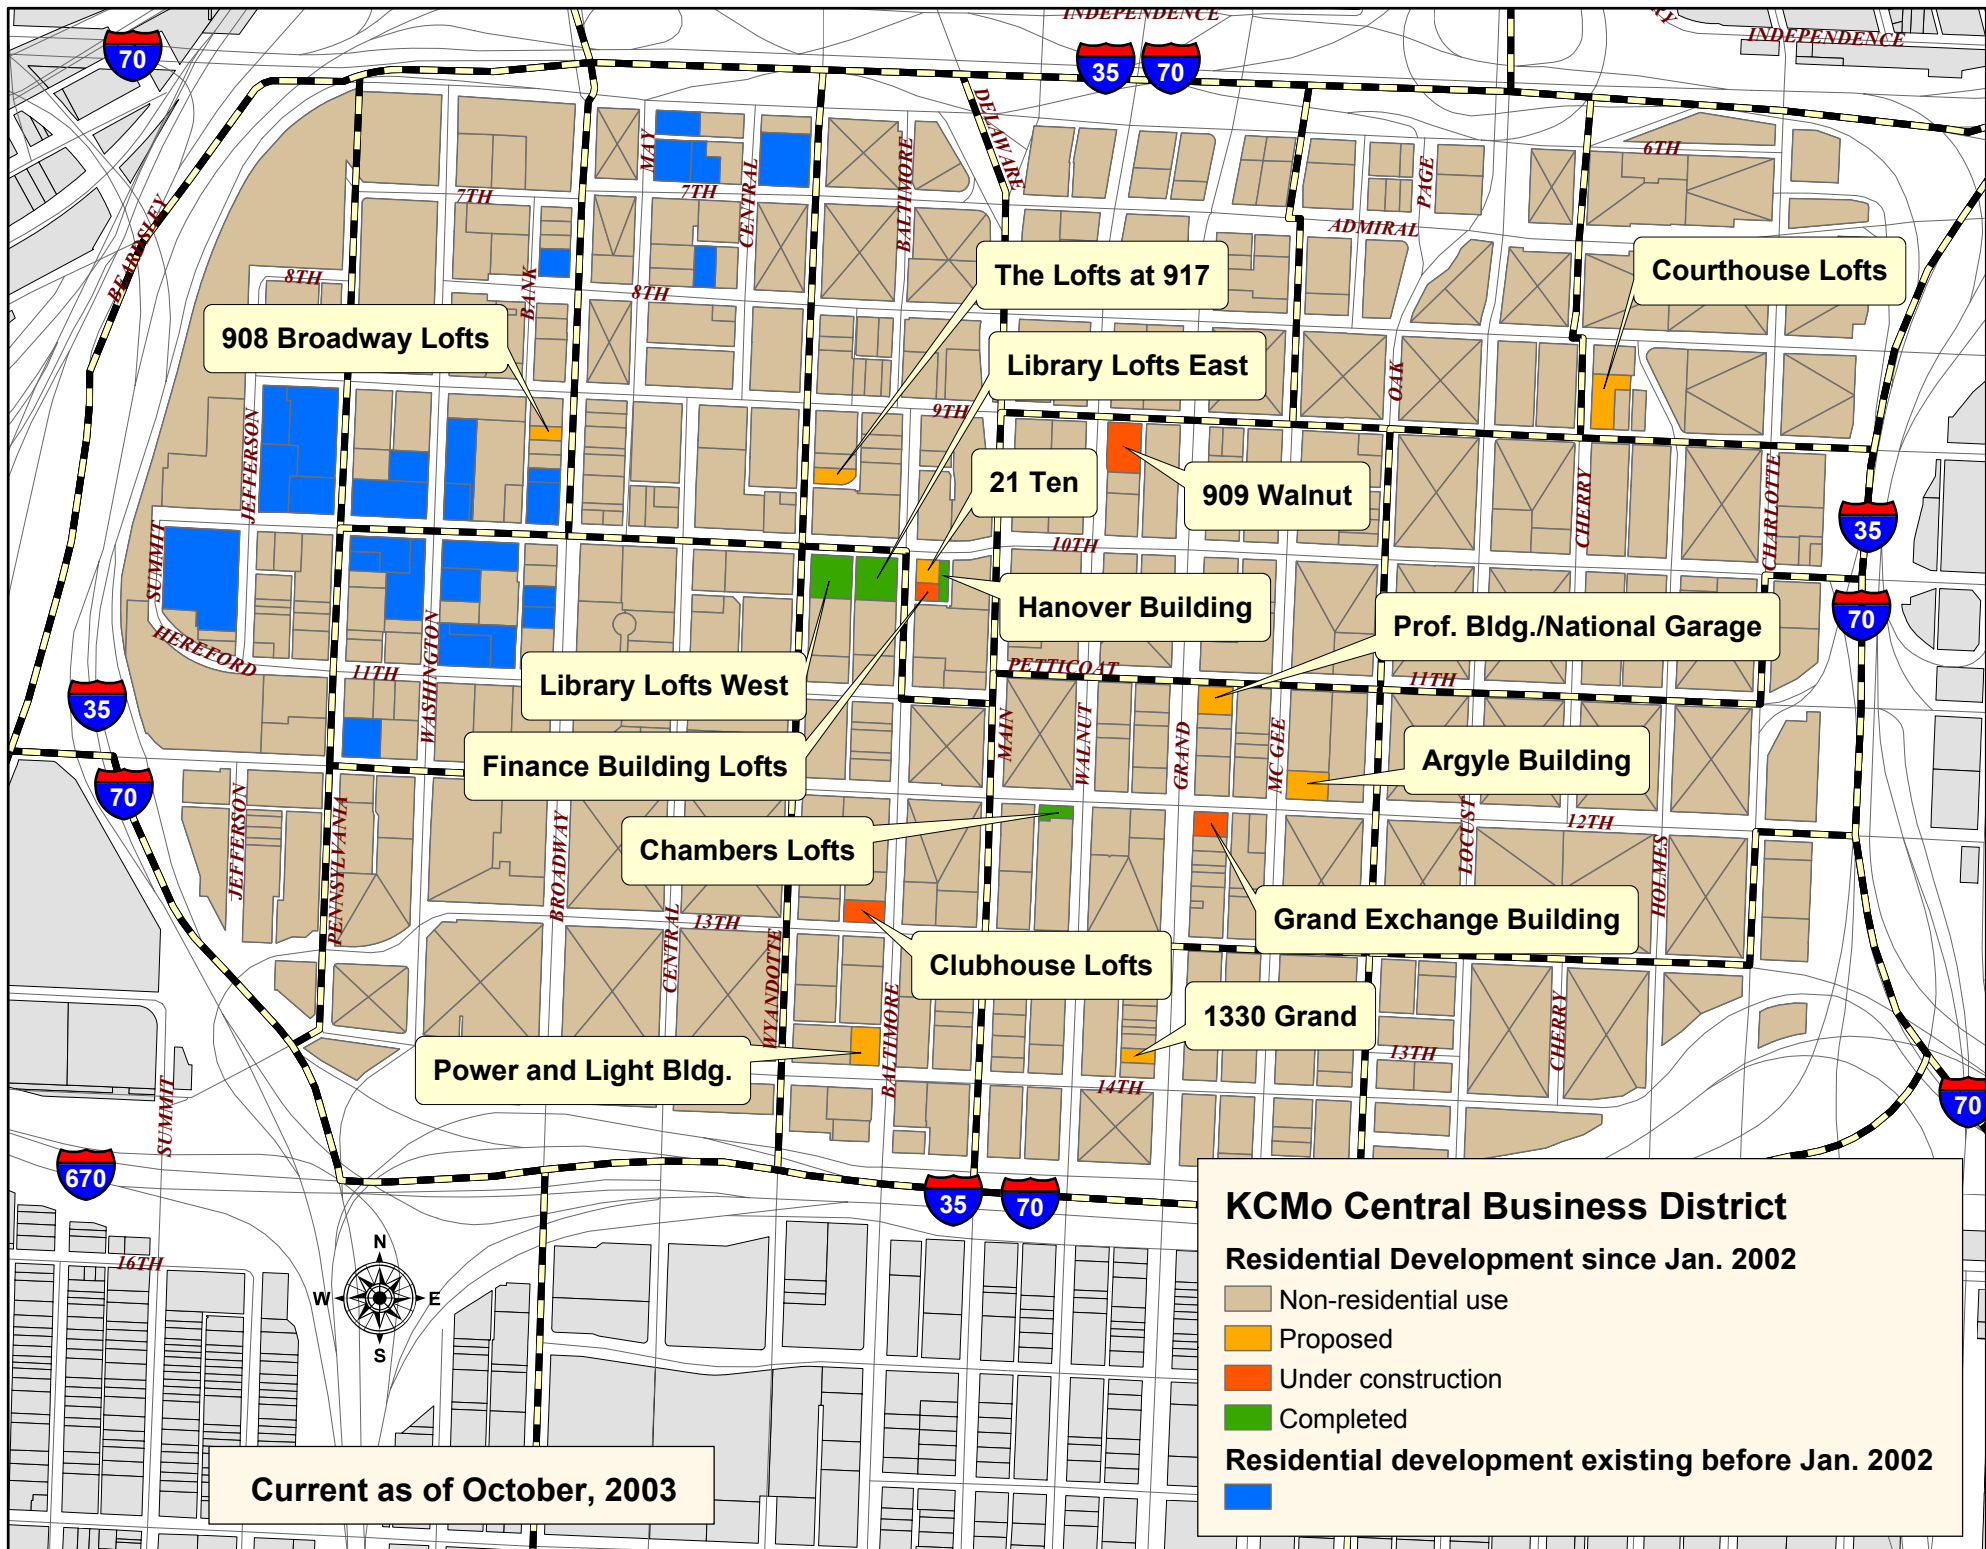 INDEPENDENCE
INDEPENDENCE
70
35
70
DELAWARE
MAY
7TH
7TH
CENTRAL
BALTIMORE
PAGE
6TH
ADMIRAL
BEARDSLEY
8TH
BANK
8TH
The Lofts at 917
Courthouse Lofts
908 Broadway Lofts
Library Lofts East
OAK
9TH
JEFFERSON
21 Ten
909 Walnut
CHERRY
CHARLOTTE
35
SUMMIT
10TH
Hanover Building
70
HEREFORD
11TH
WASHINGTON
Library Lofts West
PETTICOAT
Prof. Bldg./National Garage
11TH
35
MAIN
WALNUT
GRAND
MC GEE
Finance Building Lofts
Argyle Building
70
JEFFERSON
PENNSYLVANIA
BROADWAY
Chambers Lofts
12TH
LOCUST
HOLMES
13TH
CENTRAL
WYANDOTTE
Grand Exchange Building
Clubhouse Lofts
BALTIMORE
1330 Grand
13TH
CHERRY
Power and Light Bldg.
14TH
SUMMIT
70
670
35
70
16TH
N
W
E
S
KCMo Central Business District
Residential Development since Jan. 2002
Non-residential use
Proposed
Under construction
Completed
Residential development existing before Jan. 2002
Current as of October, 2003